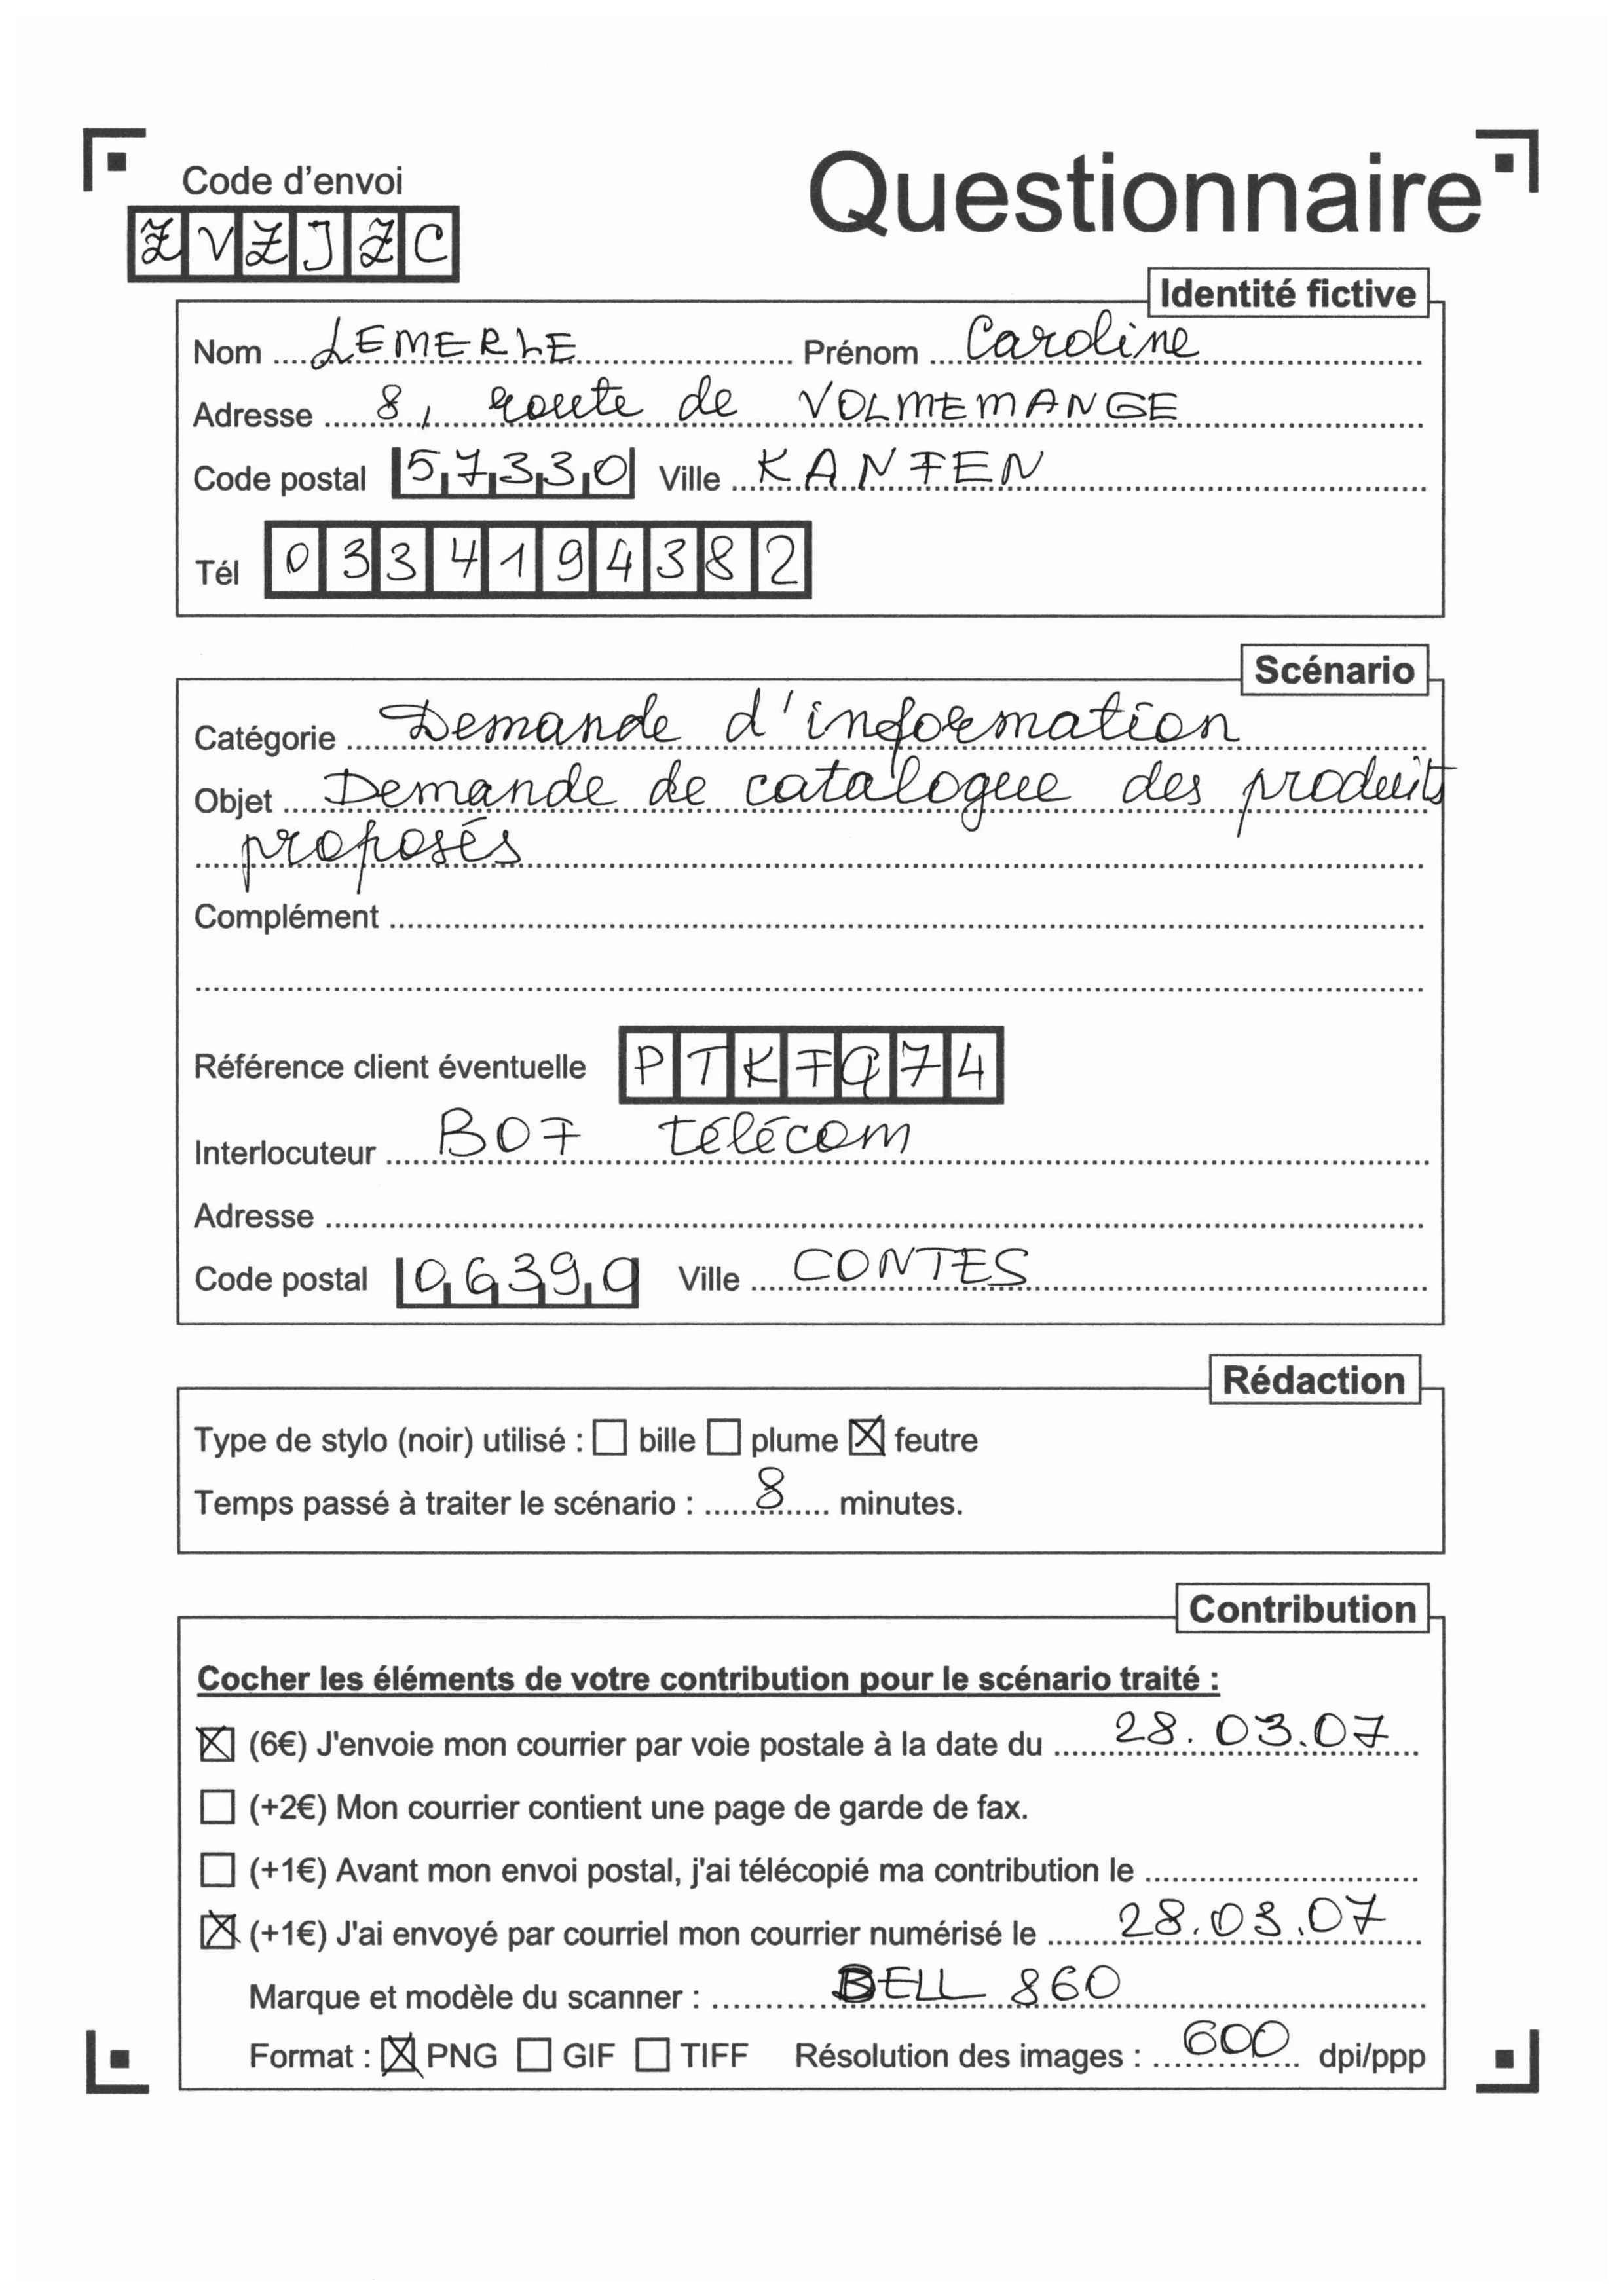 Code d'envoi
Questionnaire
ZVZJZC
Identité fictive
Nom LEMERLE Prénom Caroline
Adresse 8, route de VOLMEMANGE
Code postal 57330 Ville KANFEN
Tél 0334194382
Scénario
Catégorie Demande d'information
Objet Demande de catalogue des produits
proposés
Complément
Référence client éventuelle PTKFQ74
Interlocuteur BOF télécom
Adresse
Code postal 06390 Ville CONTES
Rédaction
Type de stylo (noir) utilisé : ☐ bille ☐ plume ☒ feutre
Temps passé à traiter le scénario : 8 minutes.
Contribution
Cocher les éléments de votre contribution pour le scénario traité :
☒ (6€) J'envoie mon courrier par voie postale à la date du 28.03.07
☐ (+2€) Mon courrier contient une page de garde de fax.
☐ (+1€) Avant mon envoi postal, j'ai télécopié ma contribution le
☒ (+1€) J'ai envoyé par courriel mon courrier numérisé le 28.03.07
Marque et modèle du scanner : BELL 860
Format : ☒ PNG ☐ GIF ☐ TIFF Résolution des images : 600 dpi/ppp